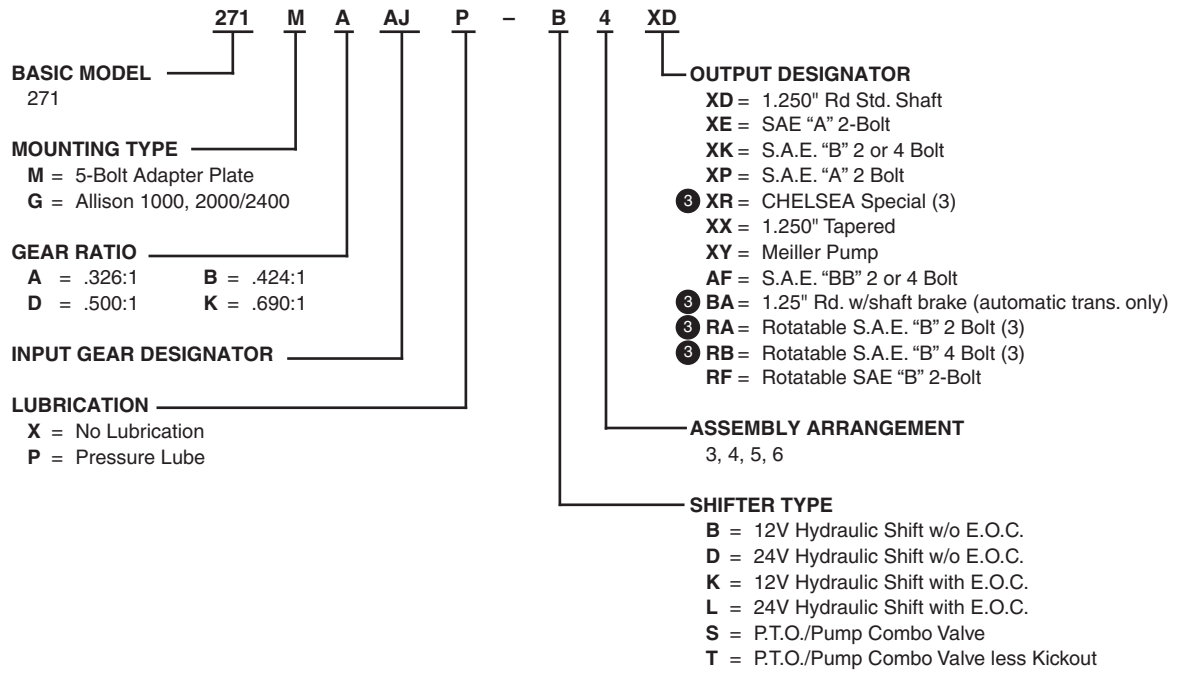 271 M A AJ P – B 4 XD
BASIC MODEL
271
MOUNTING TYPE
M = 5-Bolt Adapter Plate
G = Allison 1000, 2000/2400
GEAR RATIO
A = .326:1 B = .424:1
D = .500:1 K = .690:1
INPUT GEAR DESIGNATOR
LUBRICATION
X = No Lubrication
P = Pressure Lube
OUTPUT DESIGNATOR
XD = 1.250" Rd Std. Shaft
XE = SAE “A” 2-Bolt
XK = S.A.E. “B” 2 or 4 Bolt
XP = S.A.E. “A” 2 Bolt
3 XR = CHELSEA Special (3)
XX = 1.250" Tapered
XY = Meiller Pump
AF = S.A.E. “BB” 2 or 4 Bolt
3 BA = 1.25" Rd. w/shaft brake (automatic trans. only)
3 RA = Rotatable S.A.E. “B” 2 Bolt (3)
3 RB = Rotatable S.A.E. “B” 4 Bolt (3)
RF = Rotatable SAE “B” 2-Bolt
ASSEMBLY ARRANGEMENT
3, 4, 5, 6
SHIFTER TYPE
B = 12V Hydraulic Shift w/o E.O.C.
D = 24V Hydraulic Shift w/o E.O.C.
K = 12V Hydraulic Shift with E.O.C.
L = 24V Hydraulic Shift with E.O.C.
S = P.T.O./Pump Combo Valve
T = P.T.O./Pump Combo Valve less Kickout